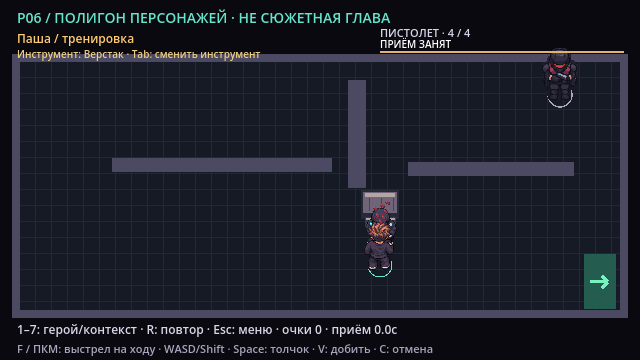 P06 / ПОЛИГОН ПЕРСОНАЖЕЙ · НЕ СЮЖЕТНАЯ ГЛАВА
Паша / тренировка
ПИСТОЛЕТ · 4 / 4
ПРИЁМ ЗАНЯТ
Инструмент: Верстак · Tab: сменить инструмент
1–7: герой/контекст · R: повтор · Esc: меню · очки 0 · приём 0.0с
F / ПКМ: выстрел на ходу · WASD/Shift · Space: толчок · V: добить · C: отмена